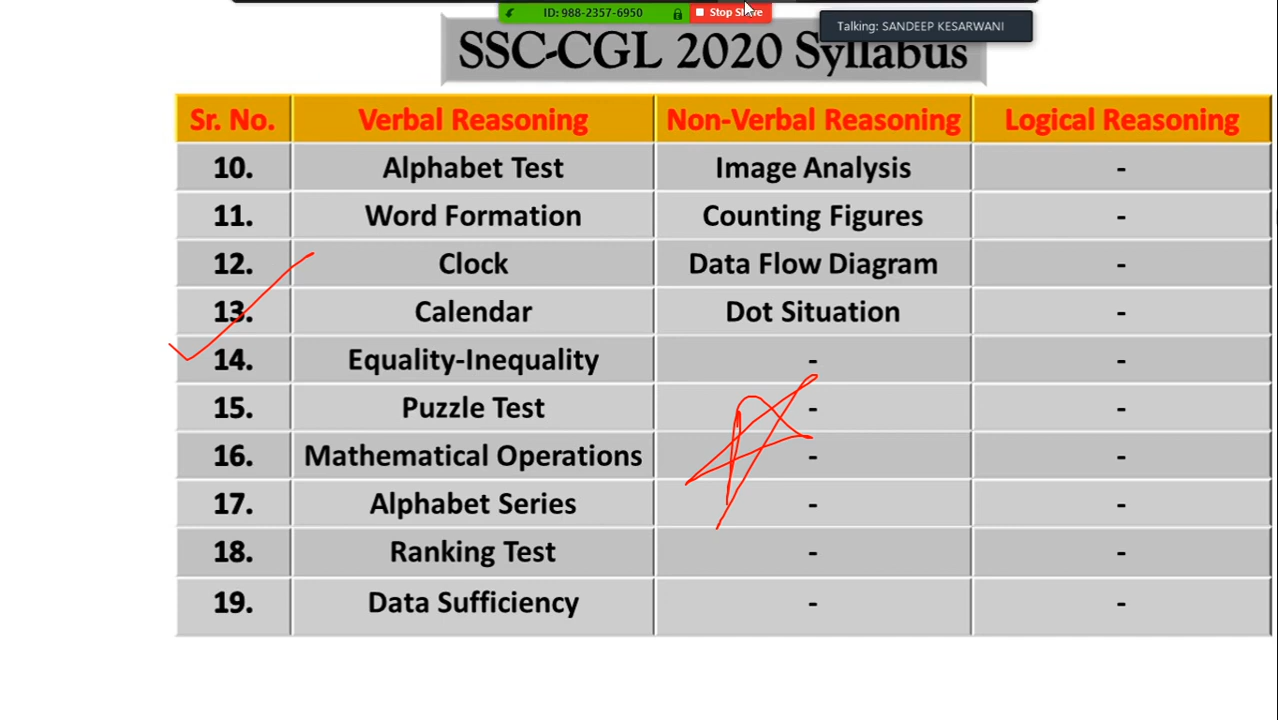 ID: 988-2357-6950 Stop Share
Talking: SANDEEP KESARWANI
SSC-CGL 2020 Syllabus
Sr. No. Verbal Reasoning Non-Verbal Reasoning Logical Reasoning
10. Alphabet Test Image Analysis -
11. Word Formation Counting Figures -
12. Clock Data Flow Diagram -
13. Calendar Dot Situation -
14. Equality-Inequality - -
15. Puzzle Test - -
16. Mathematical Operations - -
17. Alphabet Series - -
18. Ranking Test - -
19. Data Sufficiency - -